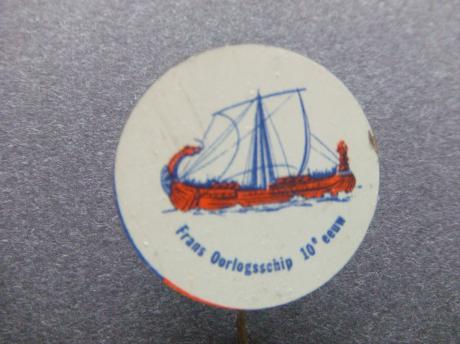 Frans Oorlogsschip 10e eeuw